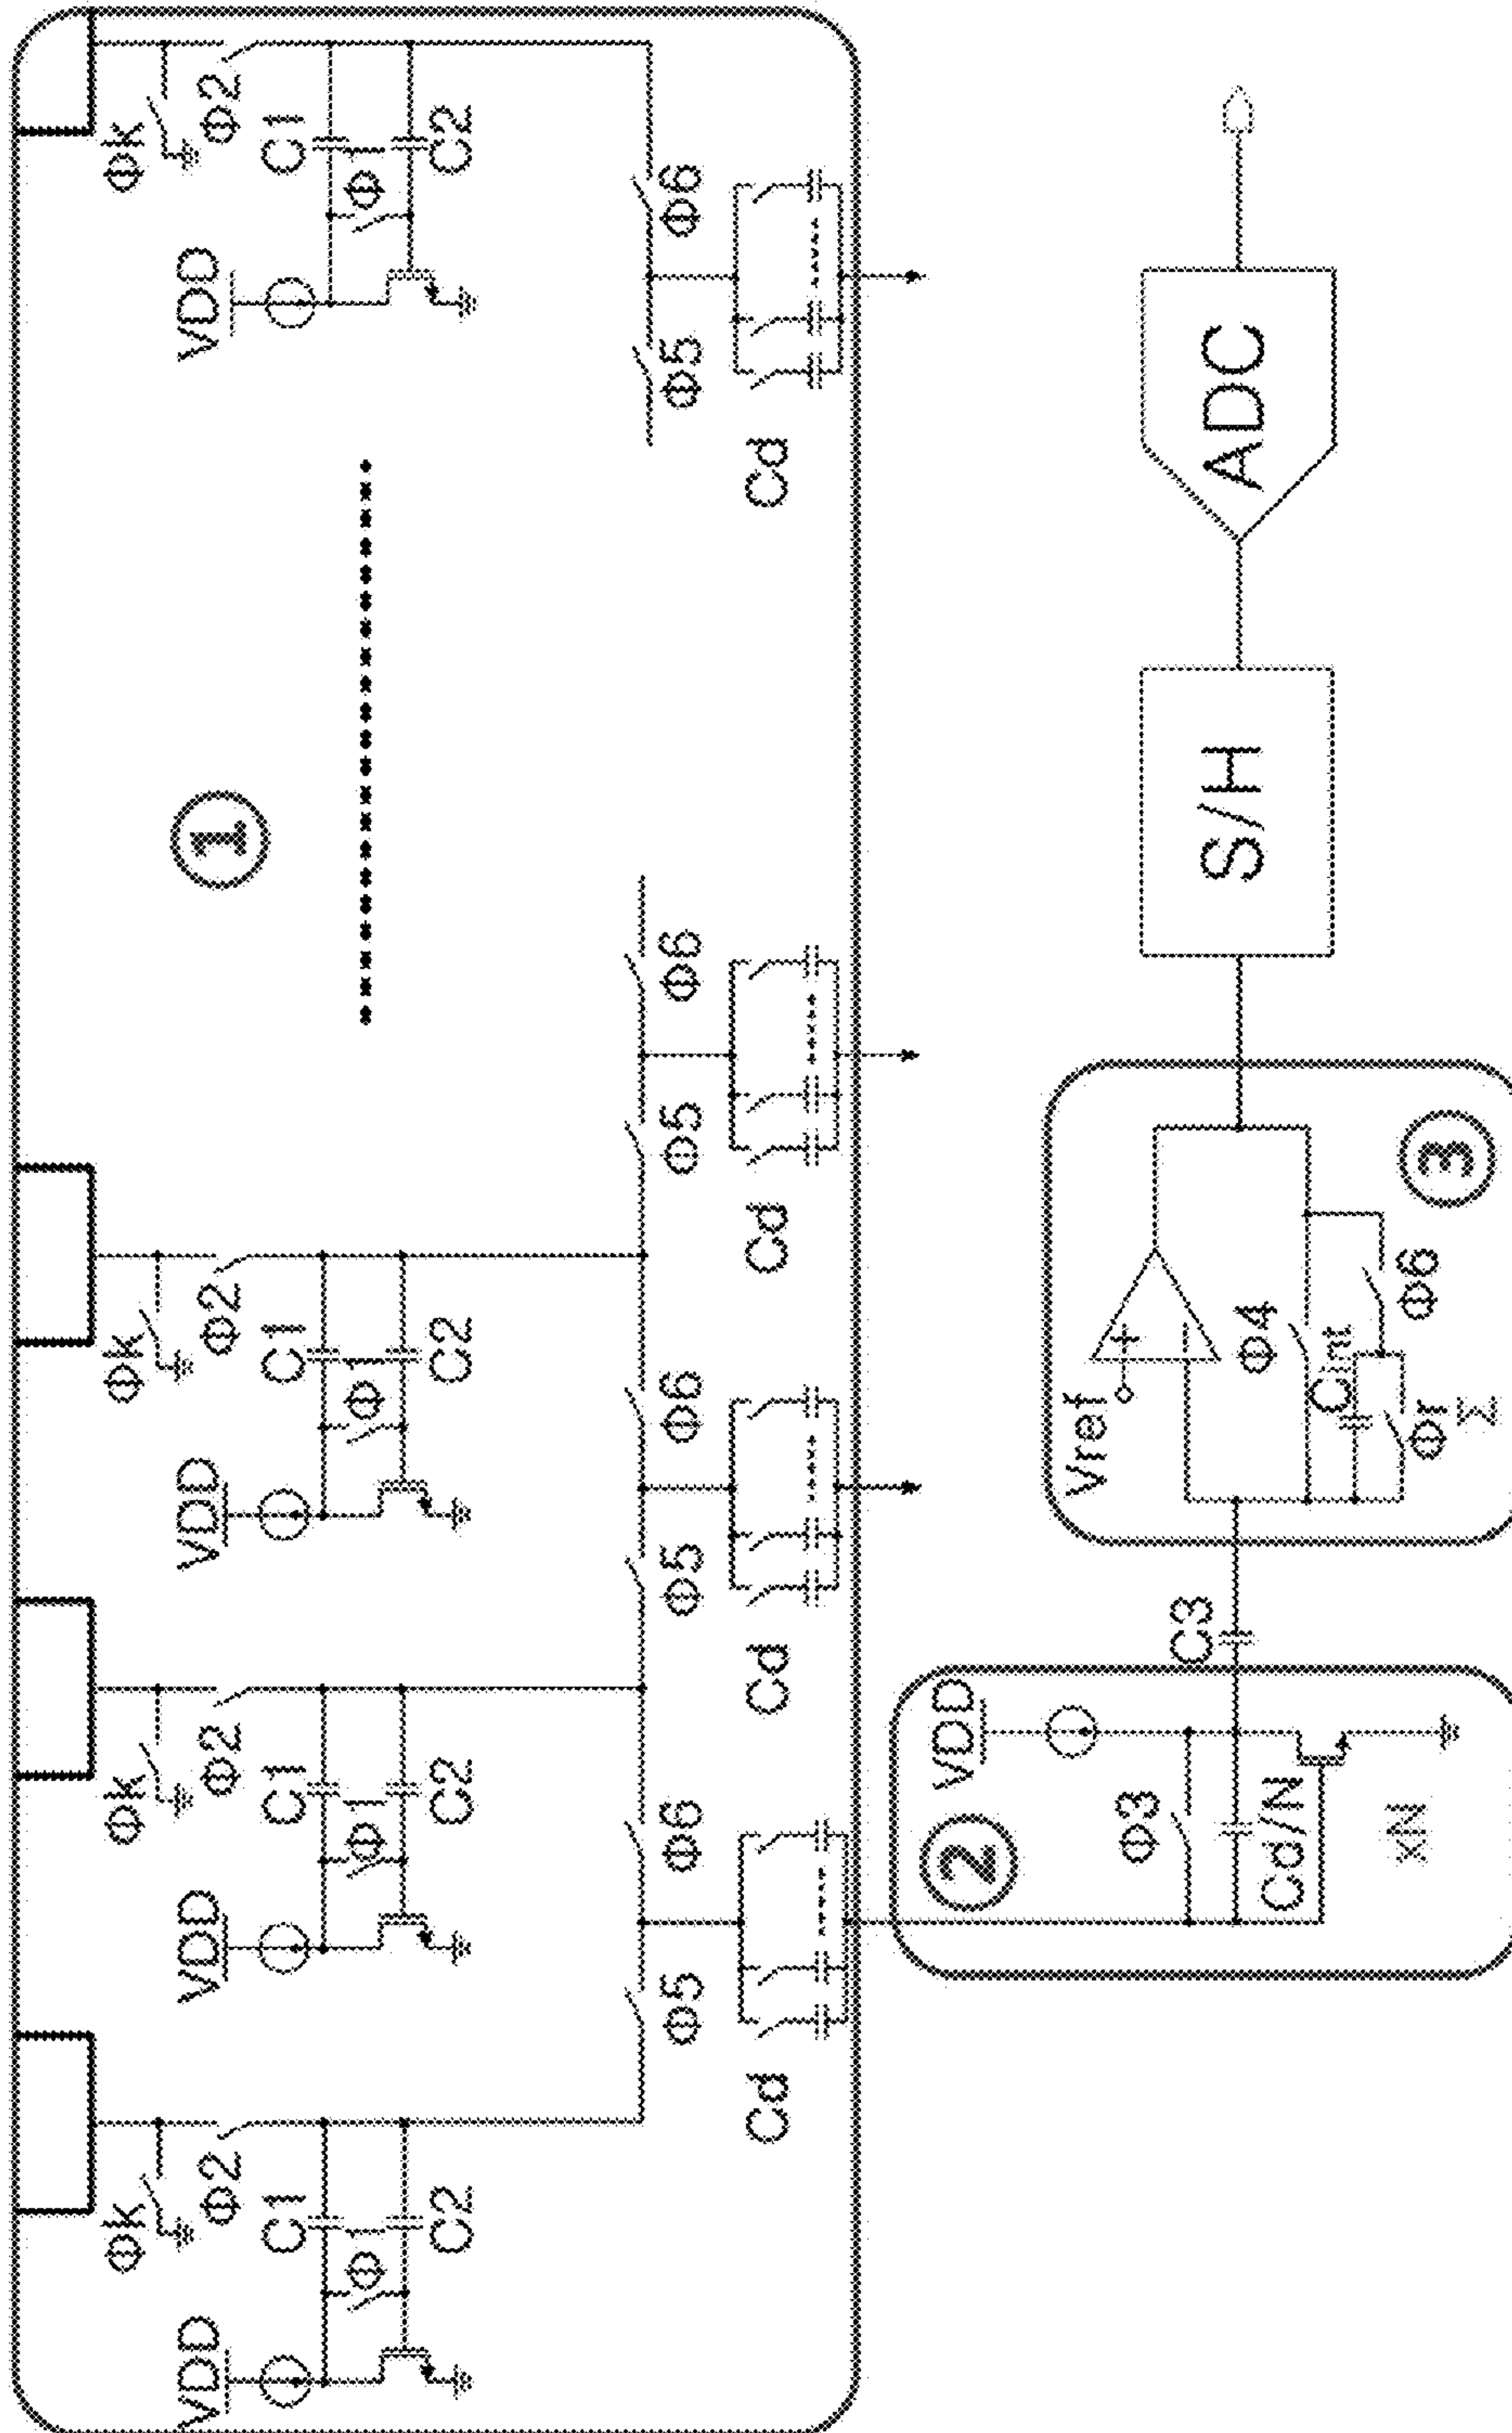 Φk
Φk
Φk
Φk
VDD
Φ2
VDD
Φ2
VDD
Φ2
①
VDD
Φ2
C1
C1
C1
C1
Φ1
Φ1
Φ1
Φ1
C2
C2
C2
C2
Φ5
Φ6
Φ5
Φ6
Φ5
Φ6
Φ5
Φ6
Cd
Cd
Cd
Cd
②
VDD
Φ3
Cd/N
xN
C3
Vref
+
−
Φ4
Cint
Φr
Φ6
Σ
③
S/H
ADC